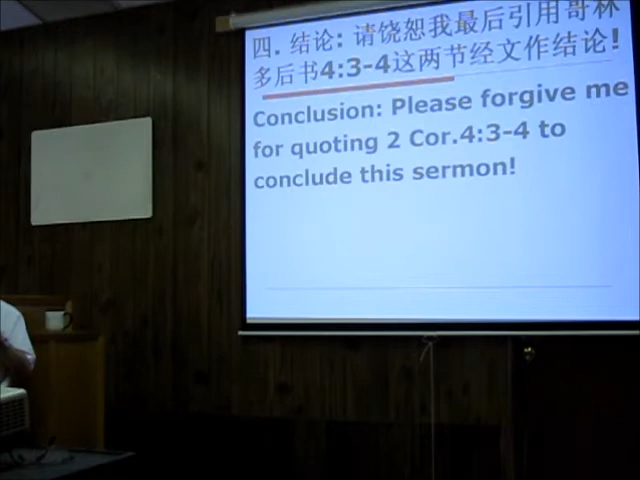 四. 结论: 请饶恕我最后引用哥林
多后书4:3-4这两节经文作结论!
Conclusion: Please forgive me
for quoting 2 Cor.4:3-4 to
conclude this sermon!